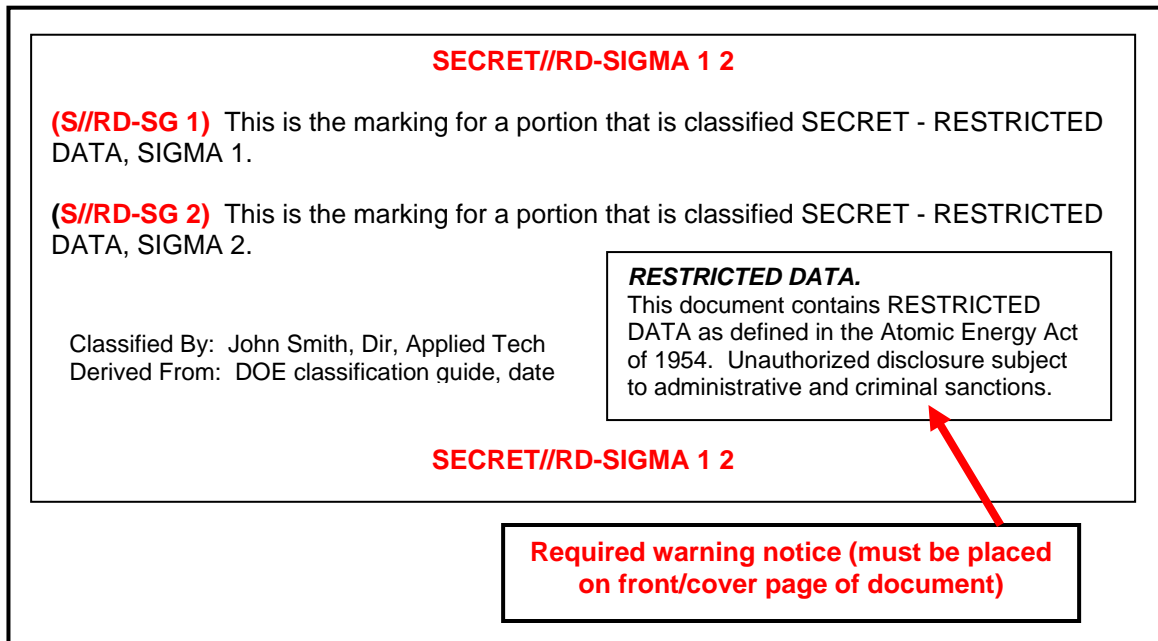 SECRET//RD-SIGMA 1 2
(S//RD-SG 1) This is the marking for a portion that is classified SECRET - RESTRICTED
DATA, SIGMA 1.
(S//RD-SG 2) This is the marking for a portion that is classified SECRET - RESTRICTED
DATA, SIGMA 2.
RESTRICTED DATA.
This document contains RESTRICTED
DATA as defined in the Atomic Energy Act
of 1954. Unauthorized disclosure subject
to administrative and criminal sanctions.
Classified By: John Smith, Dir, Applied Tech
Derived From: DOE classification guide, date
SECRET//RD-SIGMA 1 2
Required warning notice (must be placed
on front/cover page of document)